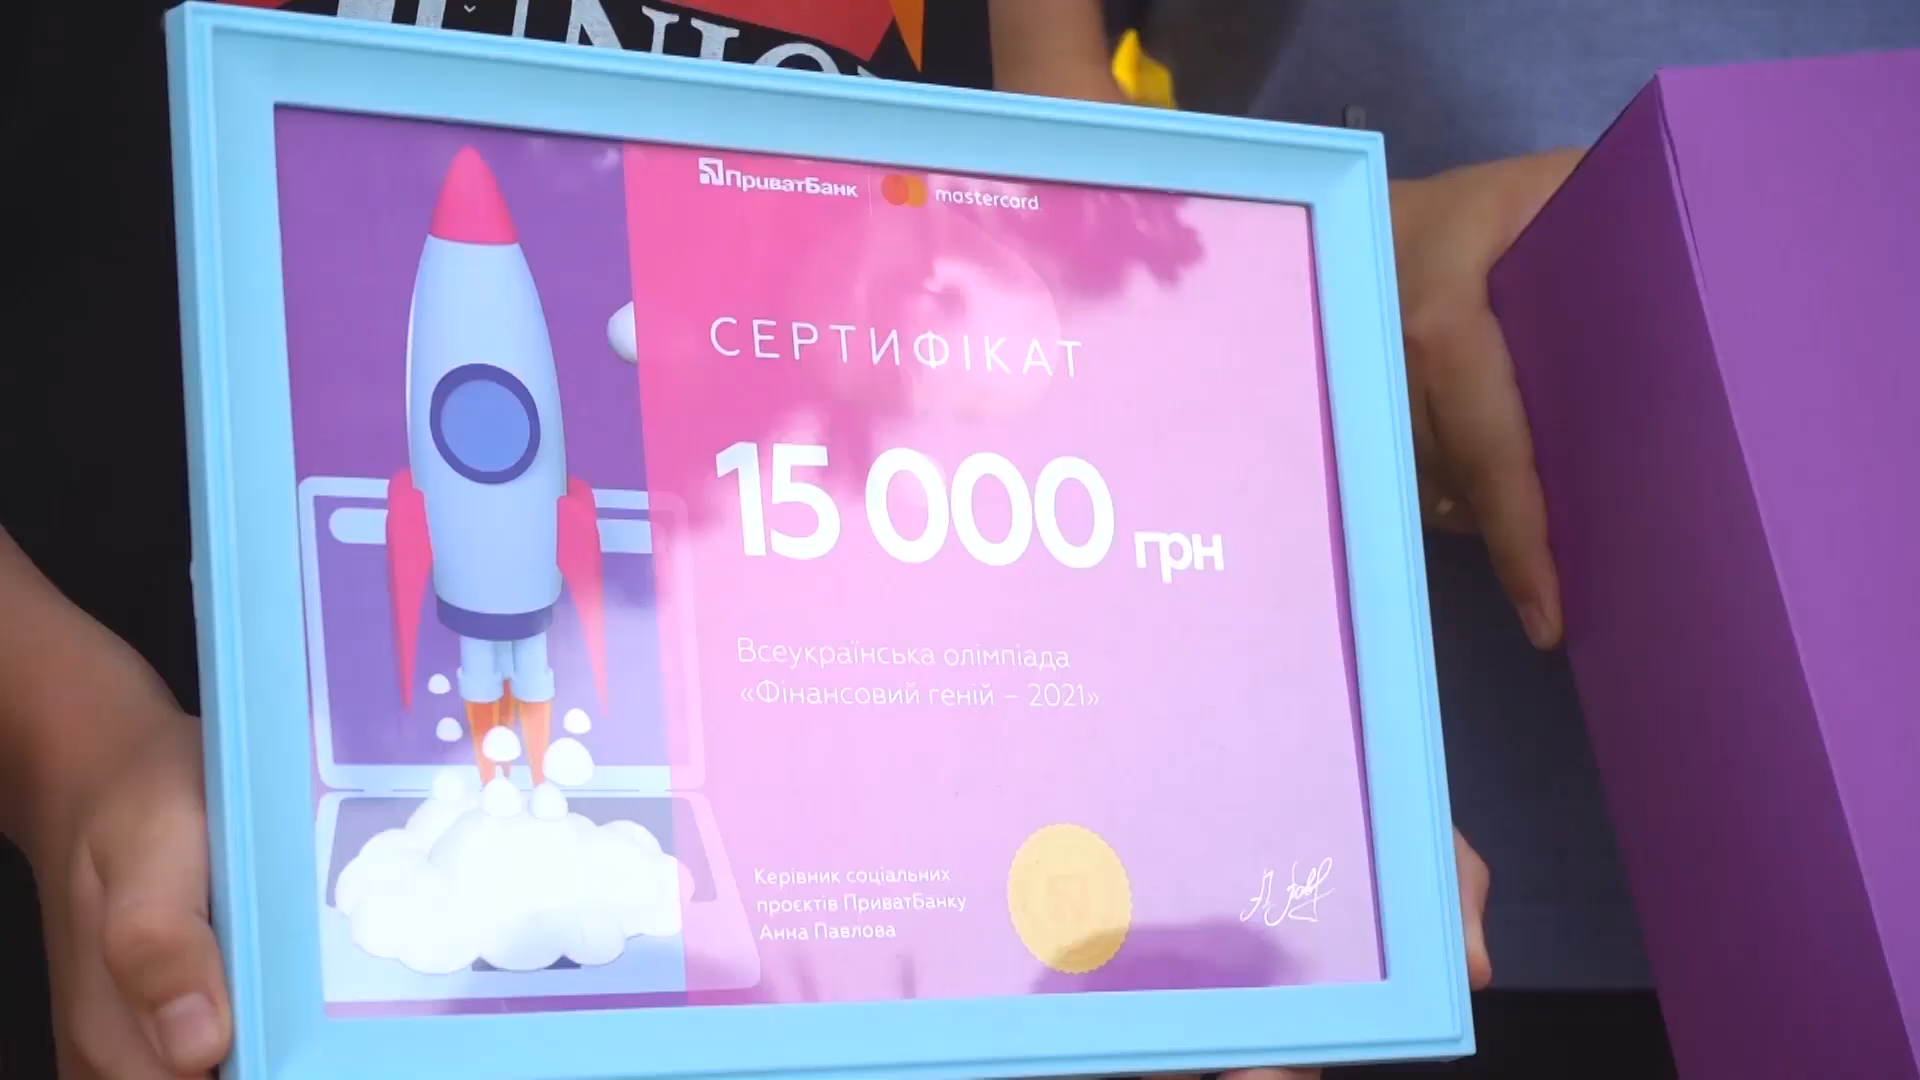 ПриватБанк mastercard
СЕРТИФІКАТ
15 000 грн
Всеукраїнська олімпіада
«Фінансовий геній – 2021»
Керівник соціальних
проєктів ПриватБанку
Анна Павлова